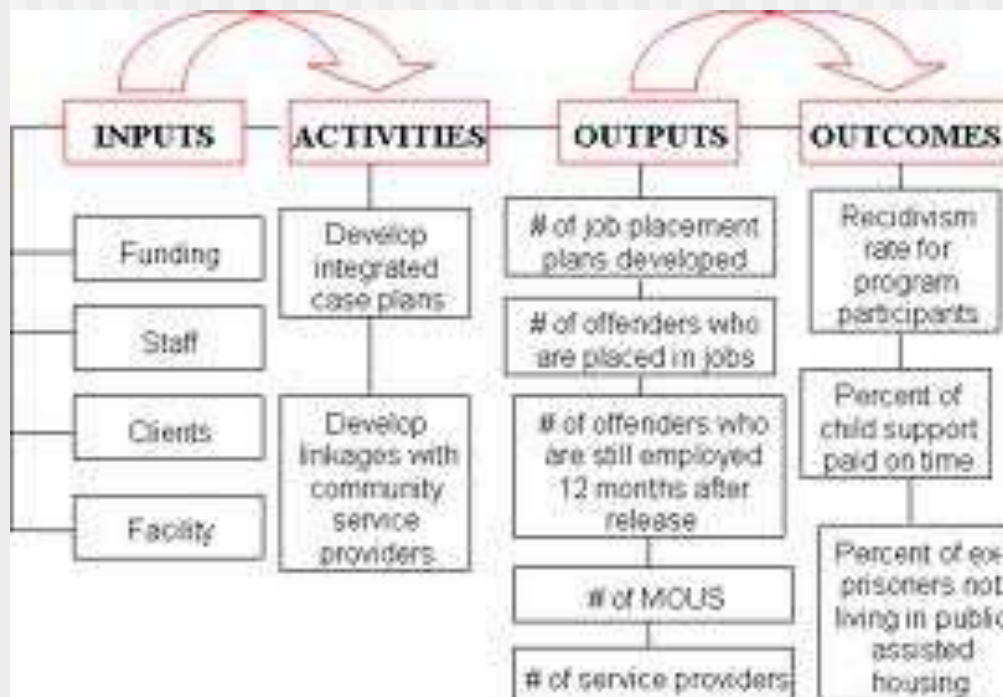 INPUTS
ACTIVITIES
OUTPUTS
OUTCOMES
Funding
Staff
Clients
Facility
Develop
integrated
case plans
Develop
linkages with
community
service
providers.
# of job placement
plans developed
# of offenders who
are placed in jobs
# of offenders who
are still employed
12 months after
release
# of MOUS
# of service providers
Recidivism
rate for
program
participants
Percent of
child support
paid on time
Percent of ex-
prisoners not
living in public
assisted
housing